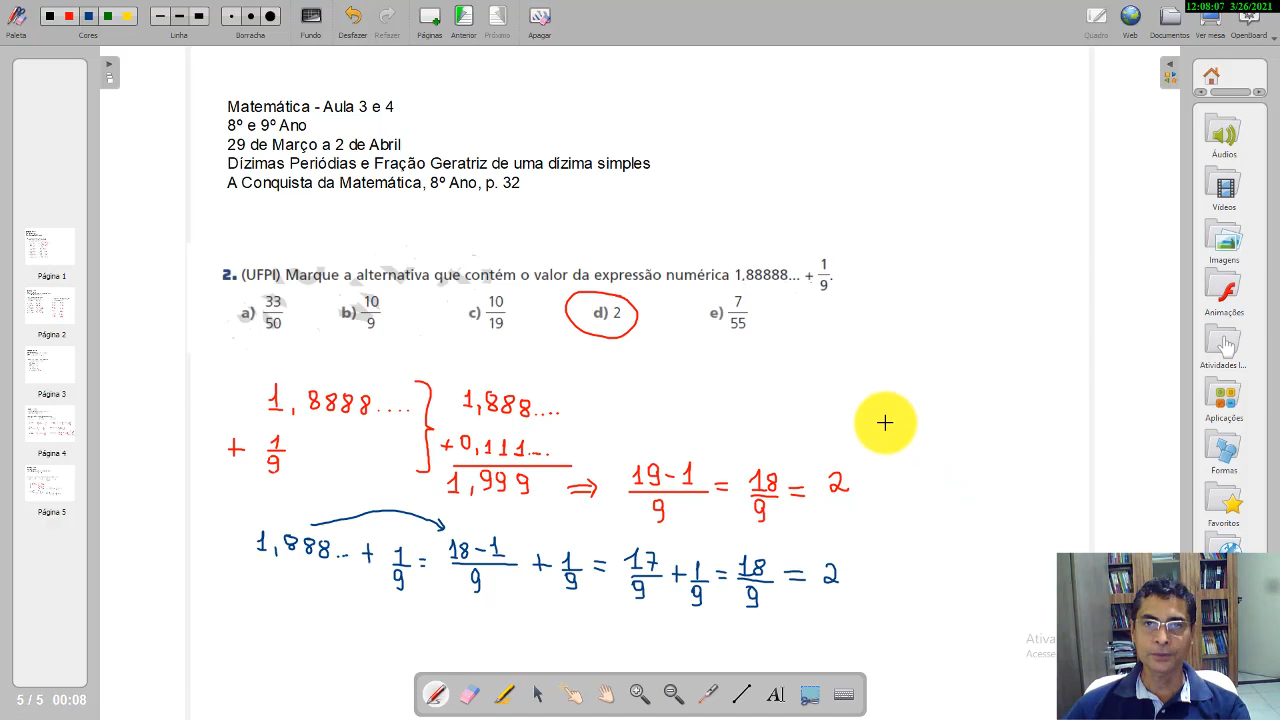 12:08:07 3/26/2021
Paleta Cores Linha Borracha Fundo Desfazer Refazer Páginas Anterior Próximo Apagar Quadro Web Documentos Ver mesa OpenBoard
Matemática - Aula 3 e 4
8º e 9º Ano
29 de Março a 2 de Abril
Dízimas Periódias e Fração Geratriz de uma dízima simples
A Conquista da Matemática, 8º Ano, p. 32
2. (UFPI) Marque a alternativa que contém o valor da expressão numérica 1,88888... + 1/9.
a) 33/50 b) 10/9 c) 10/19 d) 2 e) 7/55
1,8888.... 1,888....
+ 1/9 +0,111...
1,999 ⇒ 19-1/9 = 18/9 = 2
1,888... + 1/9 = 18-1/9 + 1/9 = 17/9 + 1/9 = 18/9 = 2
Página 1
Página 2
Página 3
Página 4
Página 5
5 / 5 00:08
Áudios
Vídeos
Imagens
Animações
Atividades I...
Aplicações
Formas
Favoritos
Ativa
Acesse